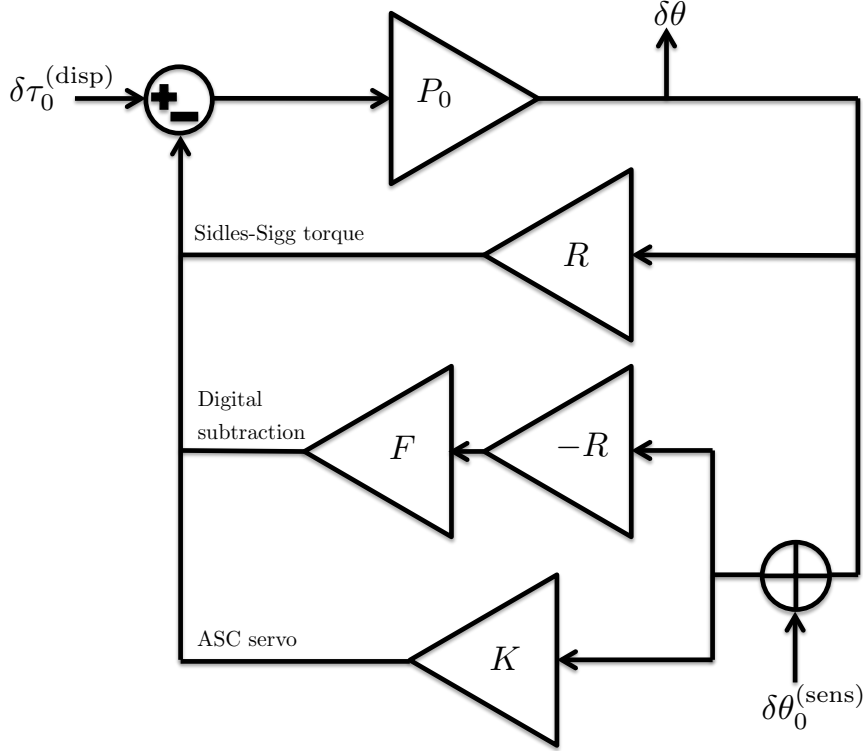 δθ
δτ₀^(disp)
+
−
P₀
Sidles-Sigg torque
R
Digital
subtraction
F
−R
ASC servo
K
δθ₀^(sens)